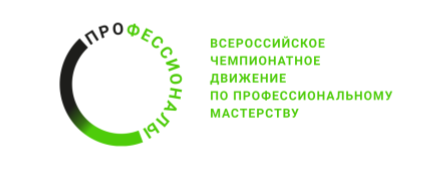 ПРОФЕССИОНАЛЫ
ВСЕРОССИЙСКОЕ
ЧЕМПИОНАТНОЕ
ДВИЖЕНИЕ
ПО ПРОФЕССИОНАЛЬНОМУ
МАСТЕРСТВУ